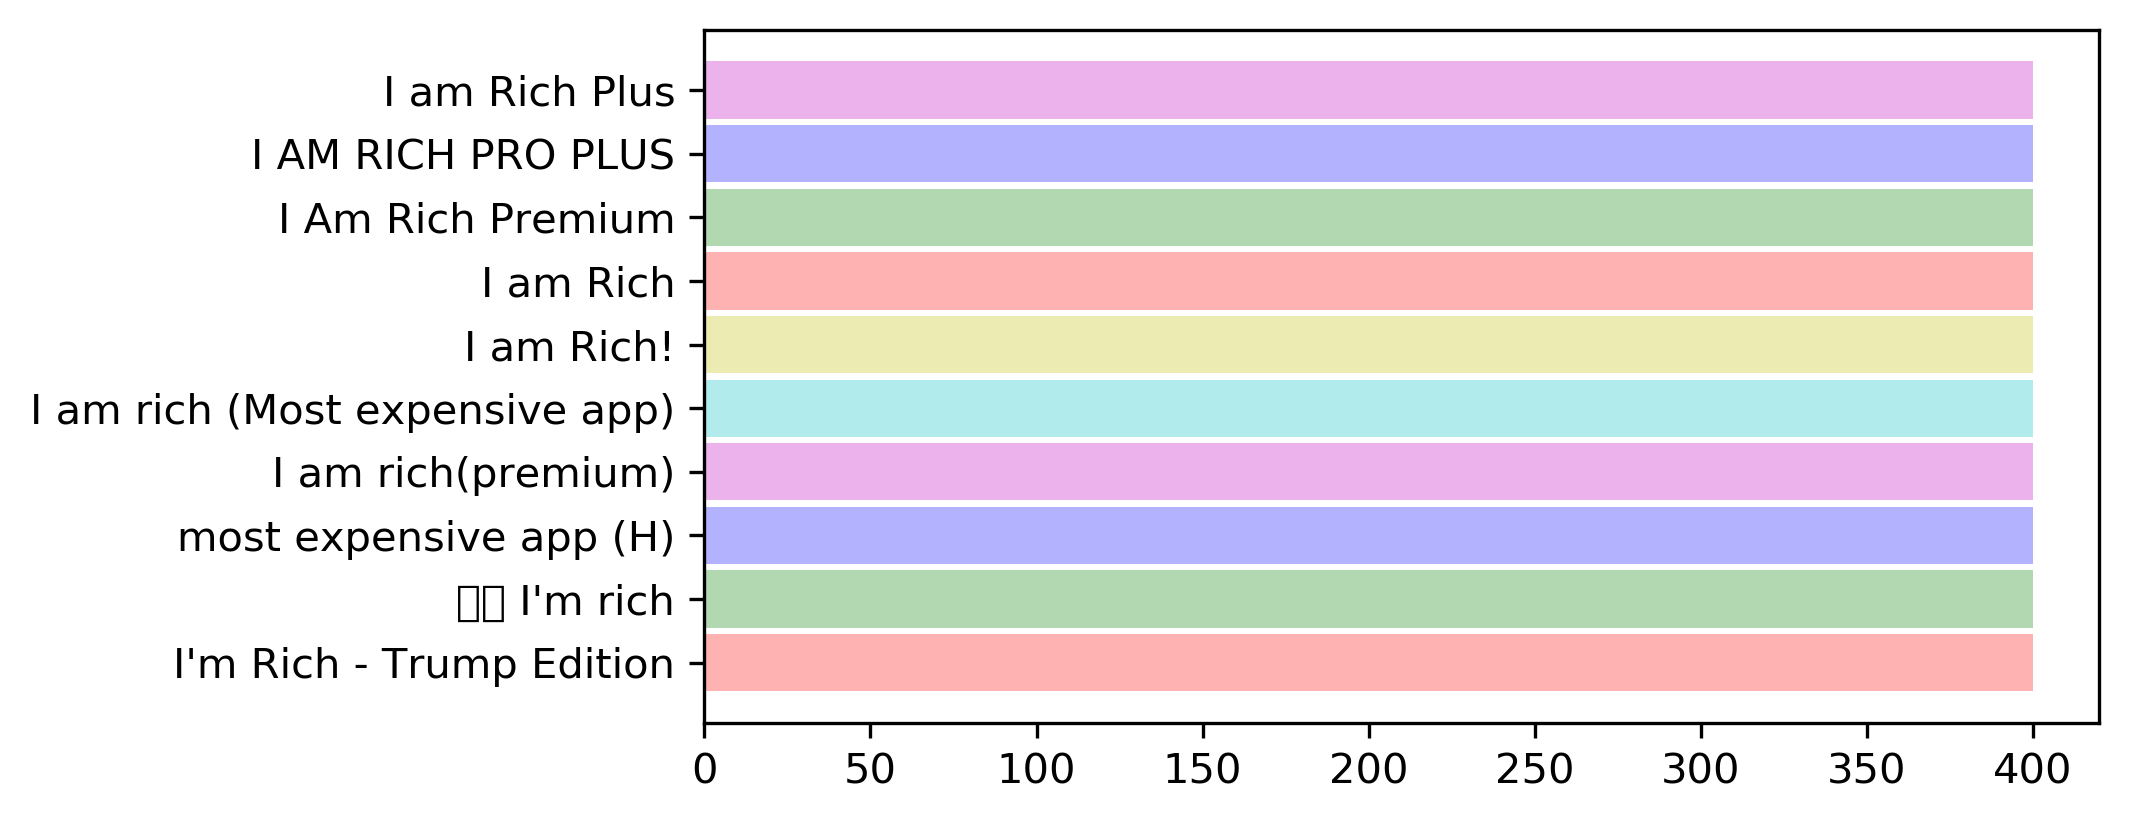 I am Rich Plus
I AM RICH PRO PLUS
I Am Rich Premium
I am Rich
I am Rich!
I am rich (Most expensive app)
I am rich(premium)
most expensive app (H)
I'm rich
I'm Rich - Trump Edition
0 50 100 150 200 250 300 350 400